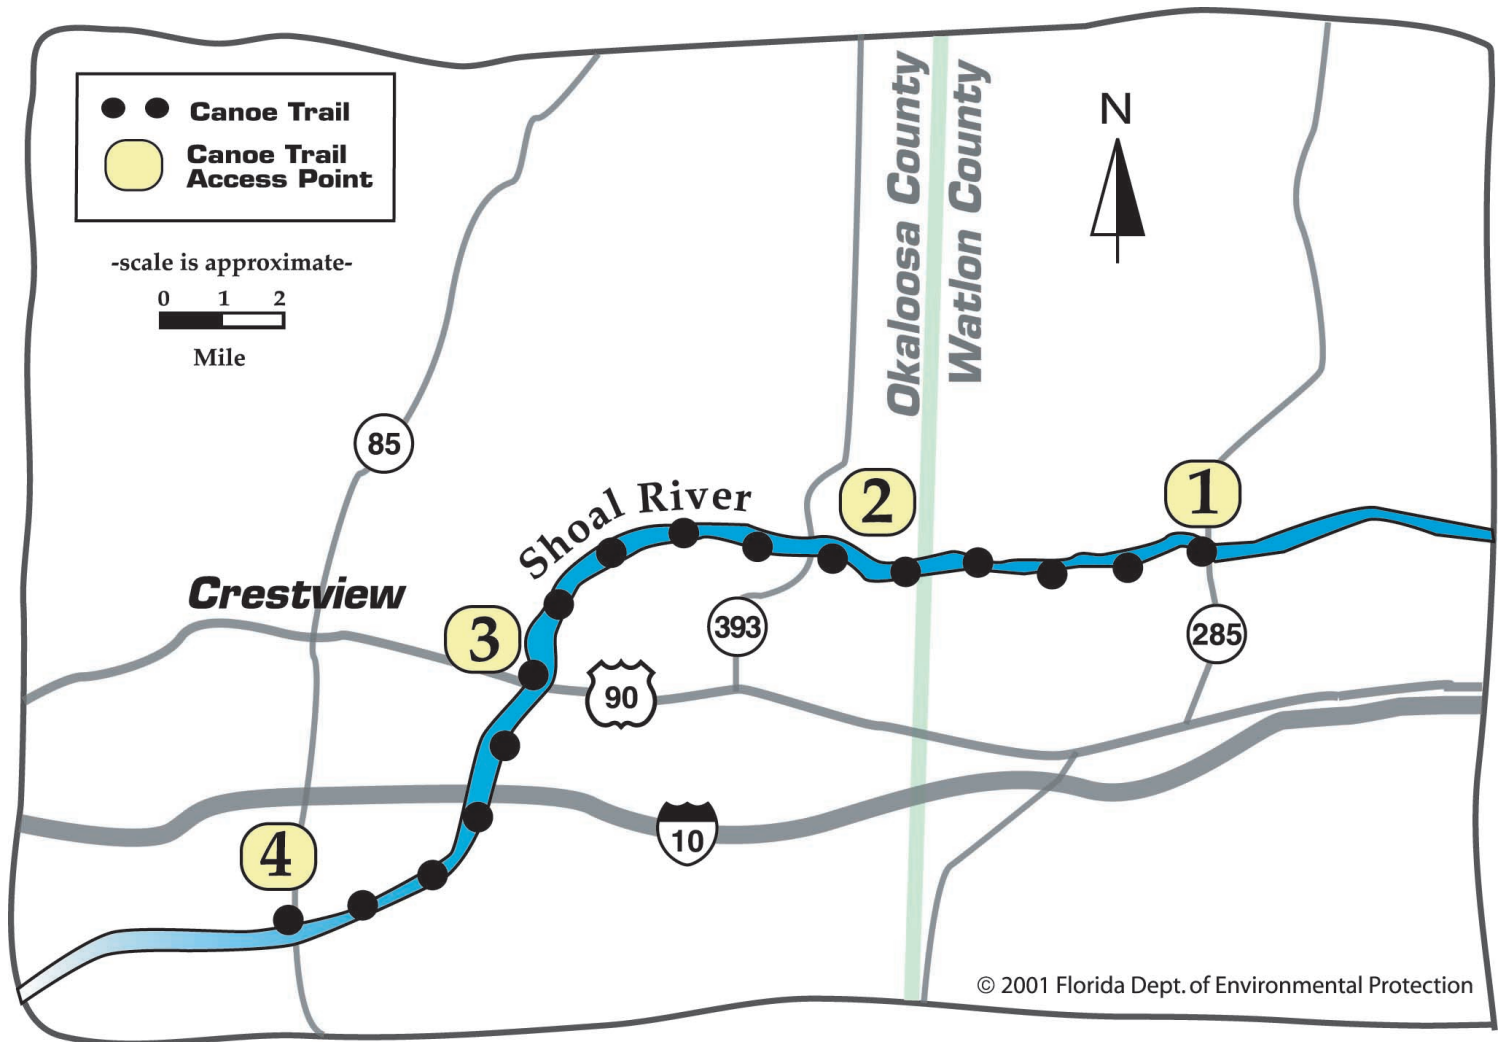 Canoe Trail
Canoe Trail
Access Point
-scale is approximate-
0 1 2
Mile
Okaloosa County
Watlon County
N
85
Shoal River
2
1
Crestview
3
393
285
90
10
4
© 2001 Florida Dept. of Environmental Protection